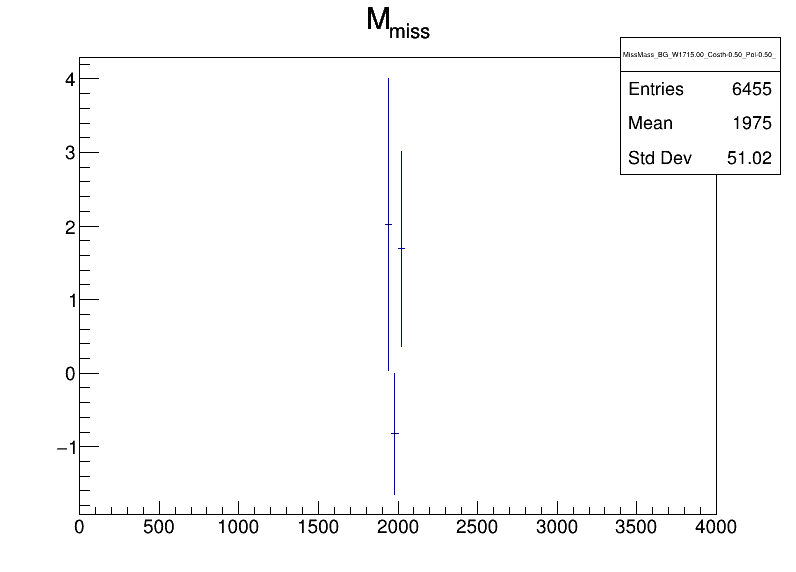 M_miss
MissMass_BG_W1715.00_Costh-0.50_Pol-0.50_
Entries 6455
Mean 1975
Std Dev 51.02
4
3
2
1
0
−1
0 500 1000 1500 2000 2500 3000 3500 4000